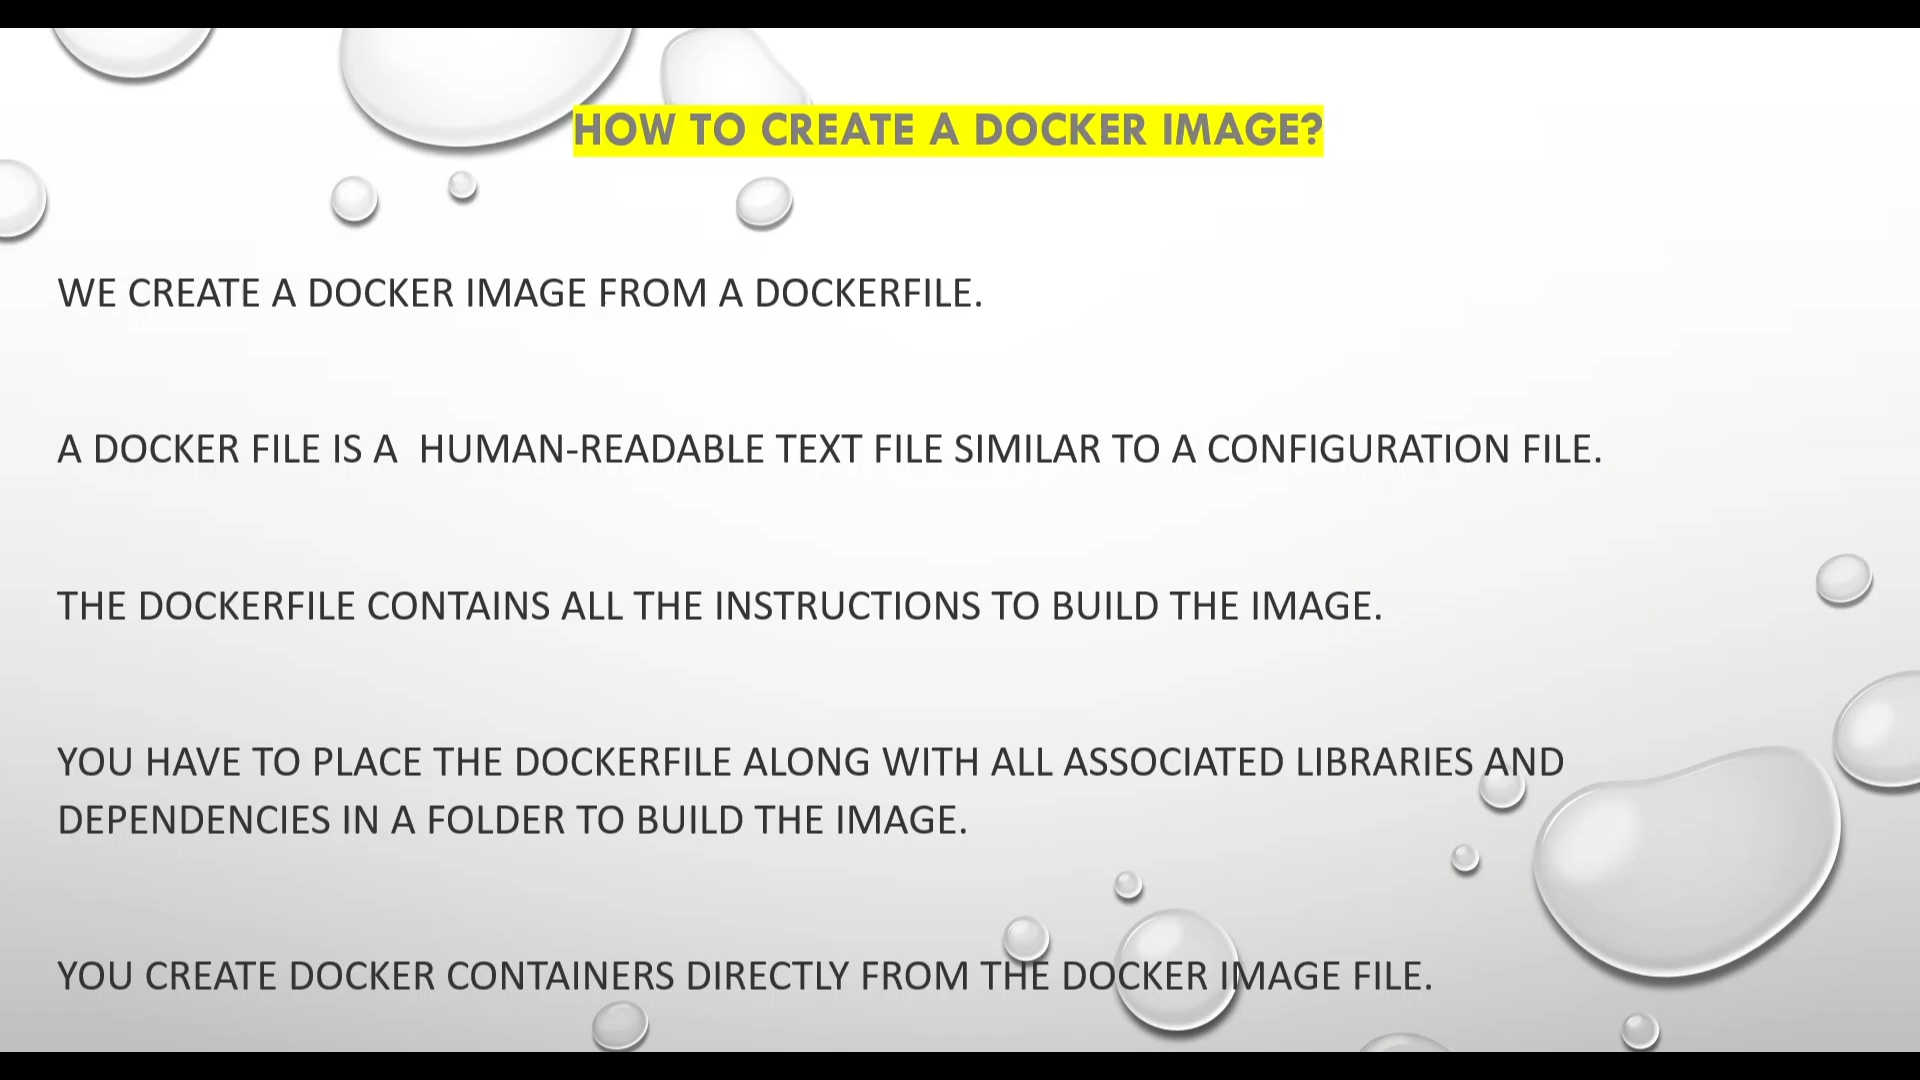 HOW TO CREATE A DOCKER IMAGE?
WE CREATE A DOCKER IMAGE FROM A DOCKERFILE.
A DOCKER FILE IS A  HUMAN-READABLE TEXT FILE SIMILAR TO A CONFIGURATION FILE.
THE DOCKERFILE CONTAINS ALL THE INSTRUCTIONS TO BUILD THE IMAGE.
YOU HAVE TO PLACE THE DOCKERFILE ALONG WITH ALL ASSOCIATED LIBRARIES AND
DEPENDENCIES IN A FOLDER TO BUILD THE IMAGE.
YOU CREATE DOCKER CONTAINERS DIRECTLY FROM THE DOCKER IMAGE FILE.